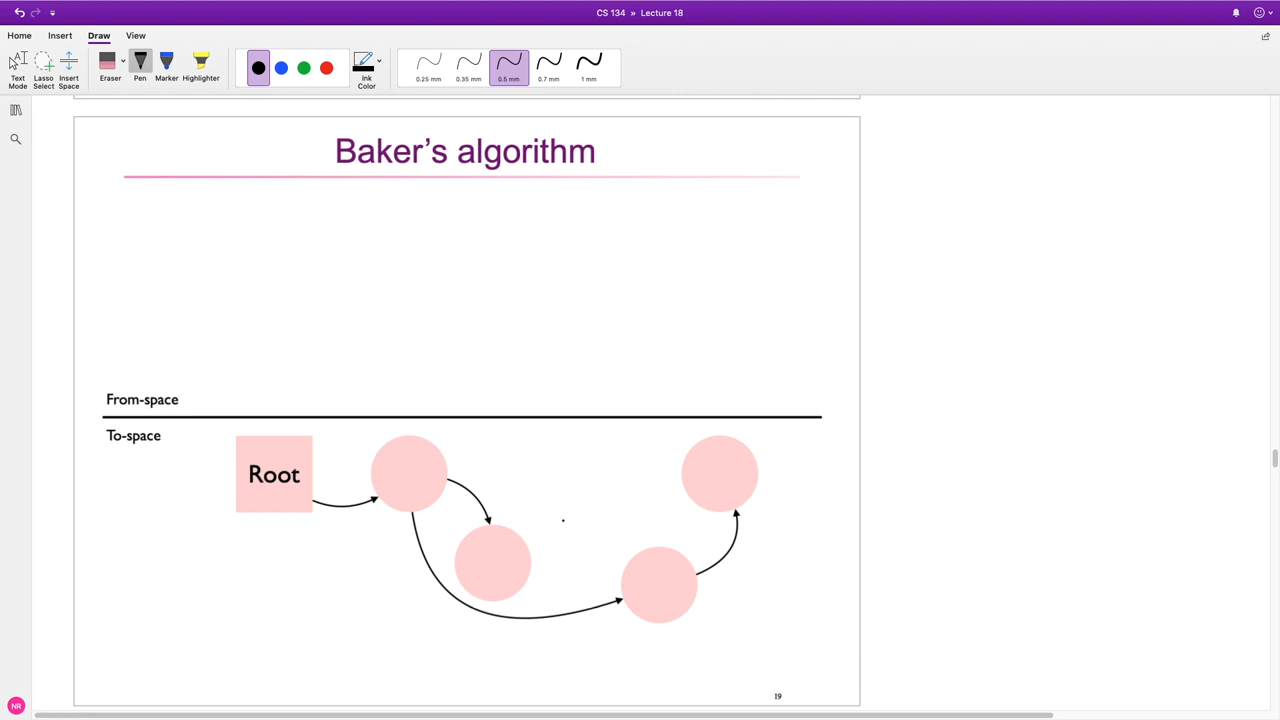 CS 134 » Lecture 18
Home Insert Draw View
Text Mode
Lasso Select
Insert Space
Eraser
Pen
Marker
Highlighter
Ink Color
0.25 mm
0.35 mm
0.5 mm
0.7 mm
1 mm
Baker's algorithm
From-space
To-space
Root
19
NR